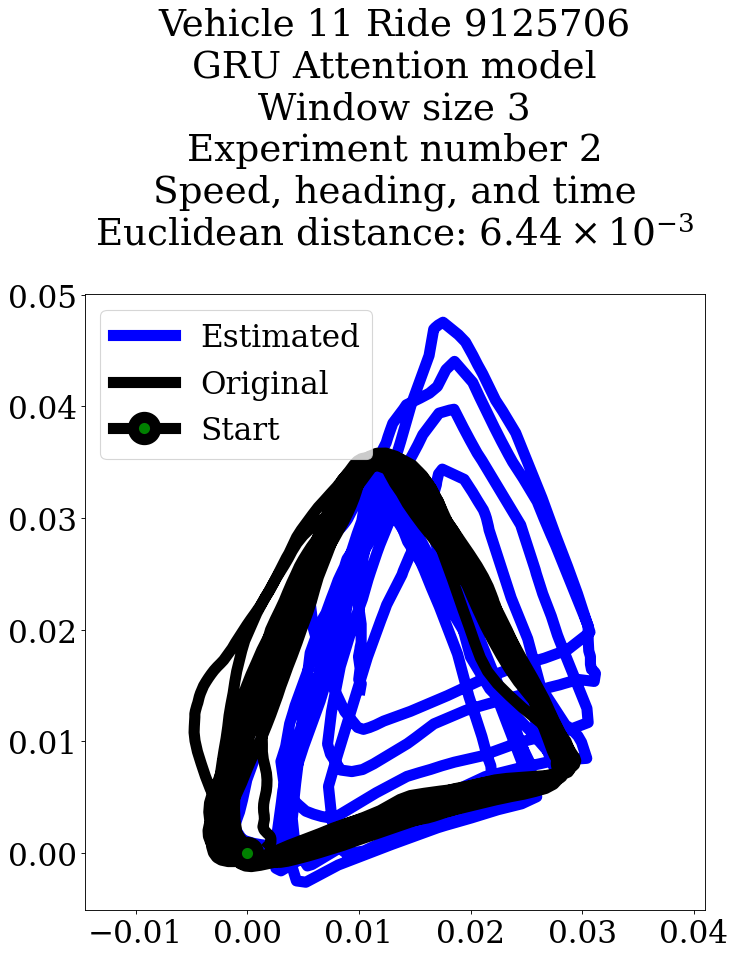 Vehicle 11 Ride 9125706
GRU Attention model
Window size 3
Experiment number 2
Speed, heading, and time
Euclidean distance: 6.44 × 10⁻³
0.05
Estimated
Original
Start
0.04
0.03
0.02
0.01
0.00
−0.01 0.00 0.01 0.02 0.03 0.04